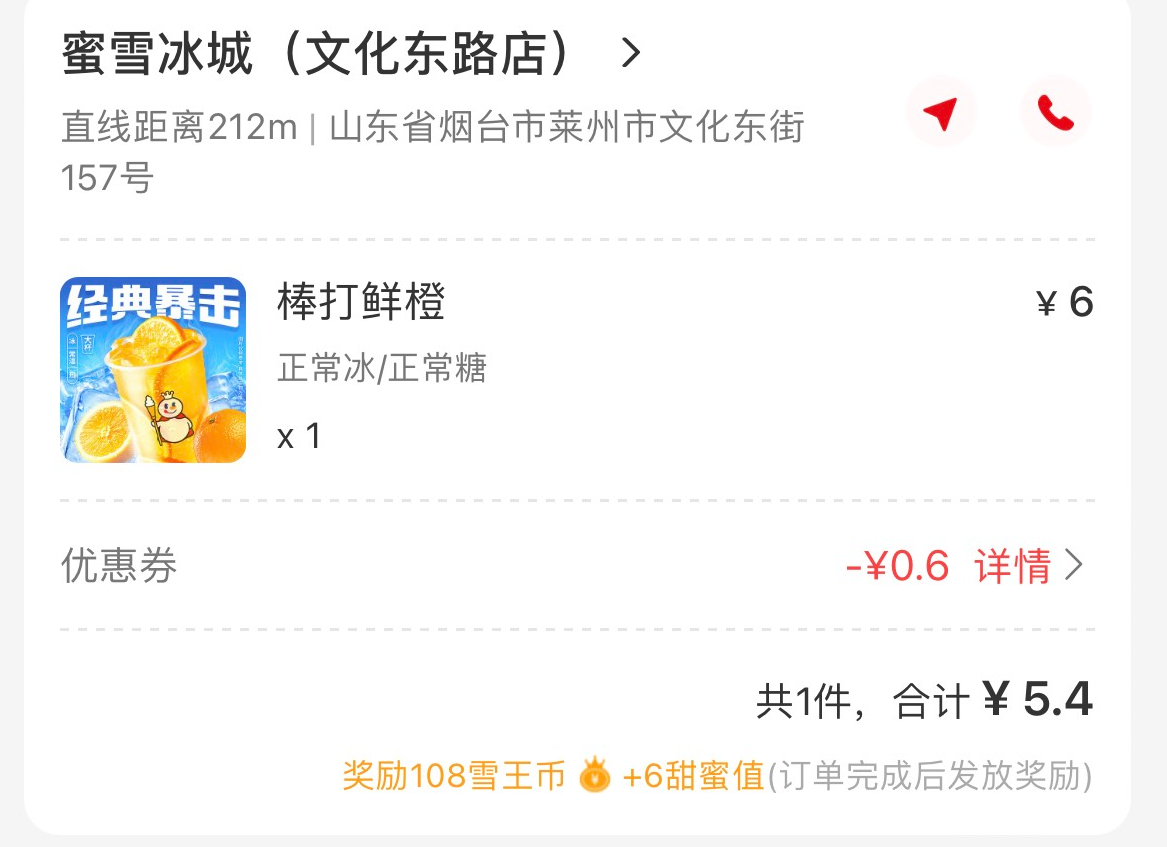 蜜雪冰城（文化东路店） >
直线距离212m | 山东省烟台市莱州市文化东街
157号
经典暴击
大杯
棒打鲜橙
¥ 6
正常冰/正常糖
x 1
优惠券
-¥0.6 详情 >
共1件，合计 ¥ 5.4
奖励108雪王币 +6甜蜜值(订单完成后发放奖励)